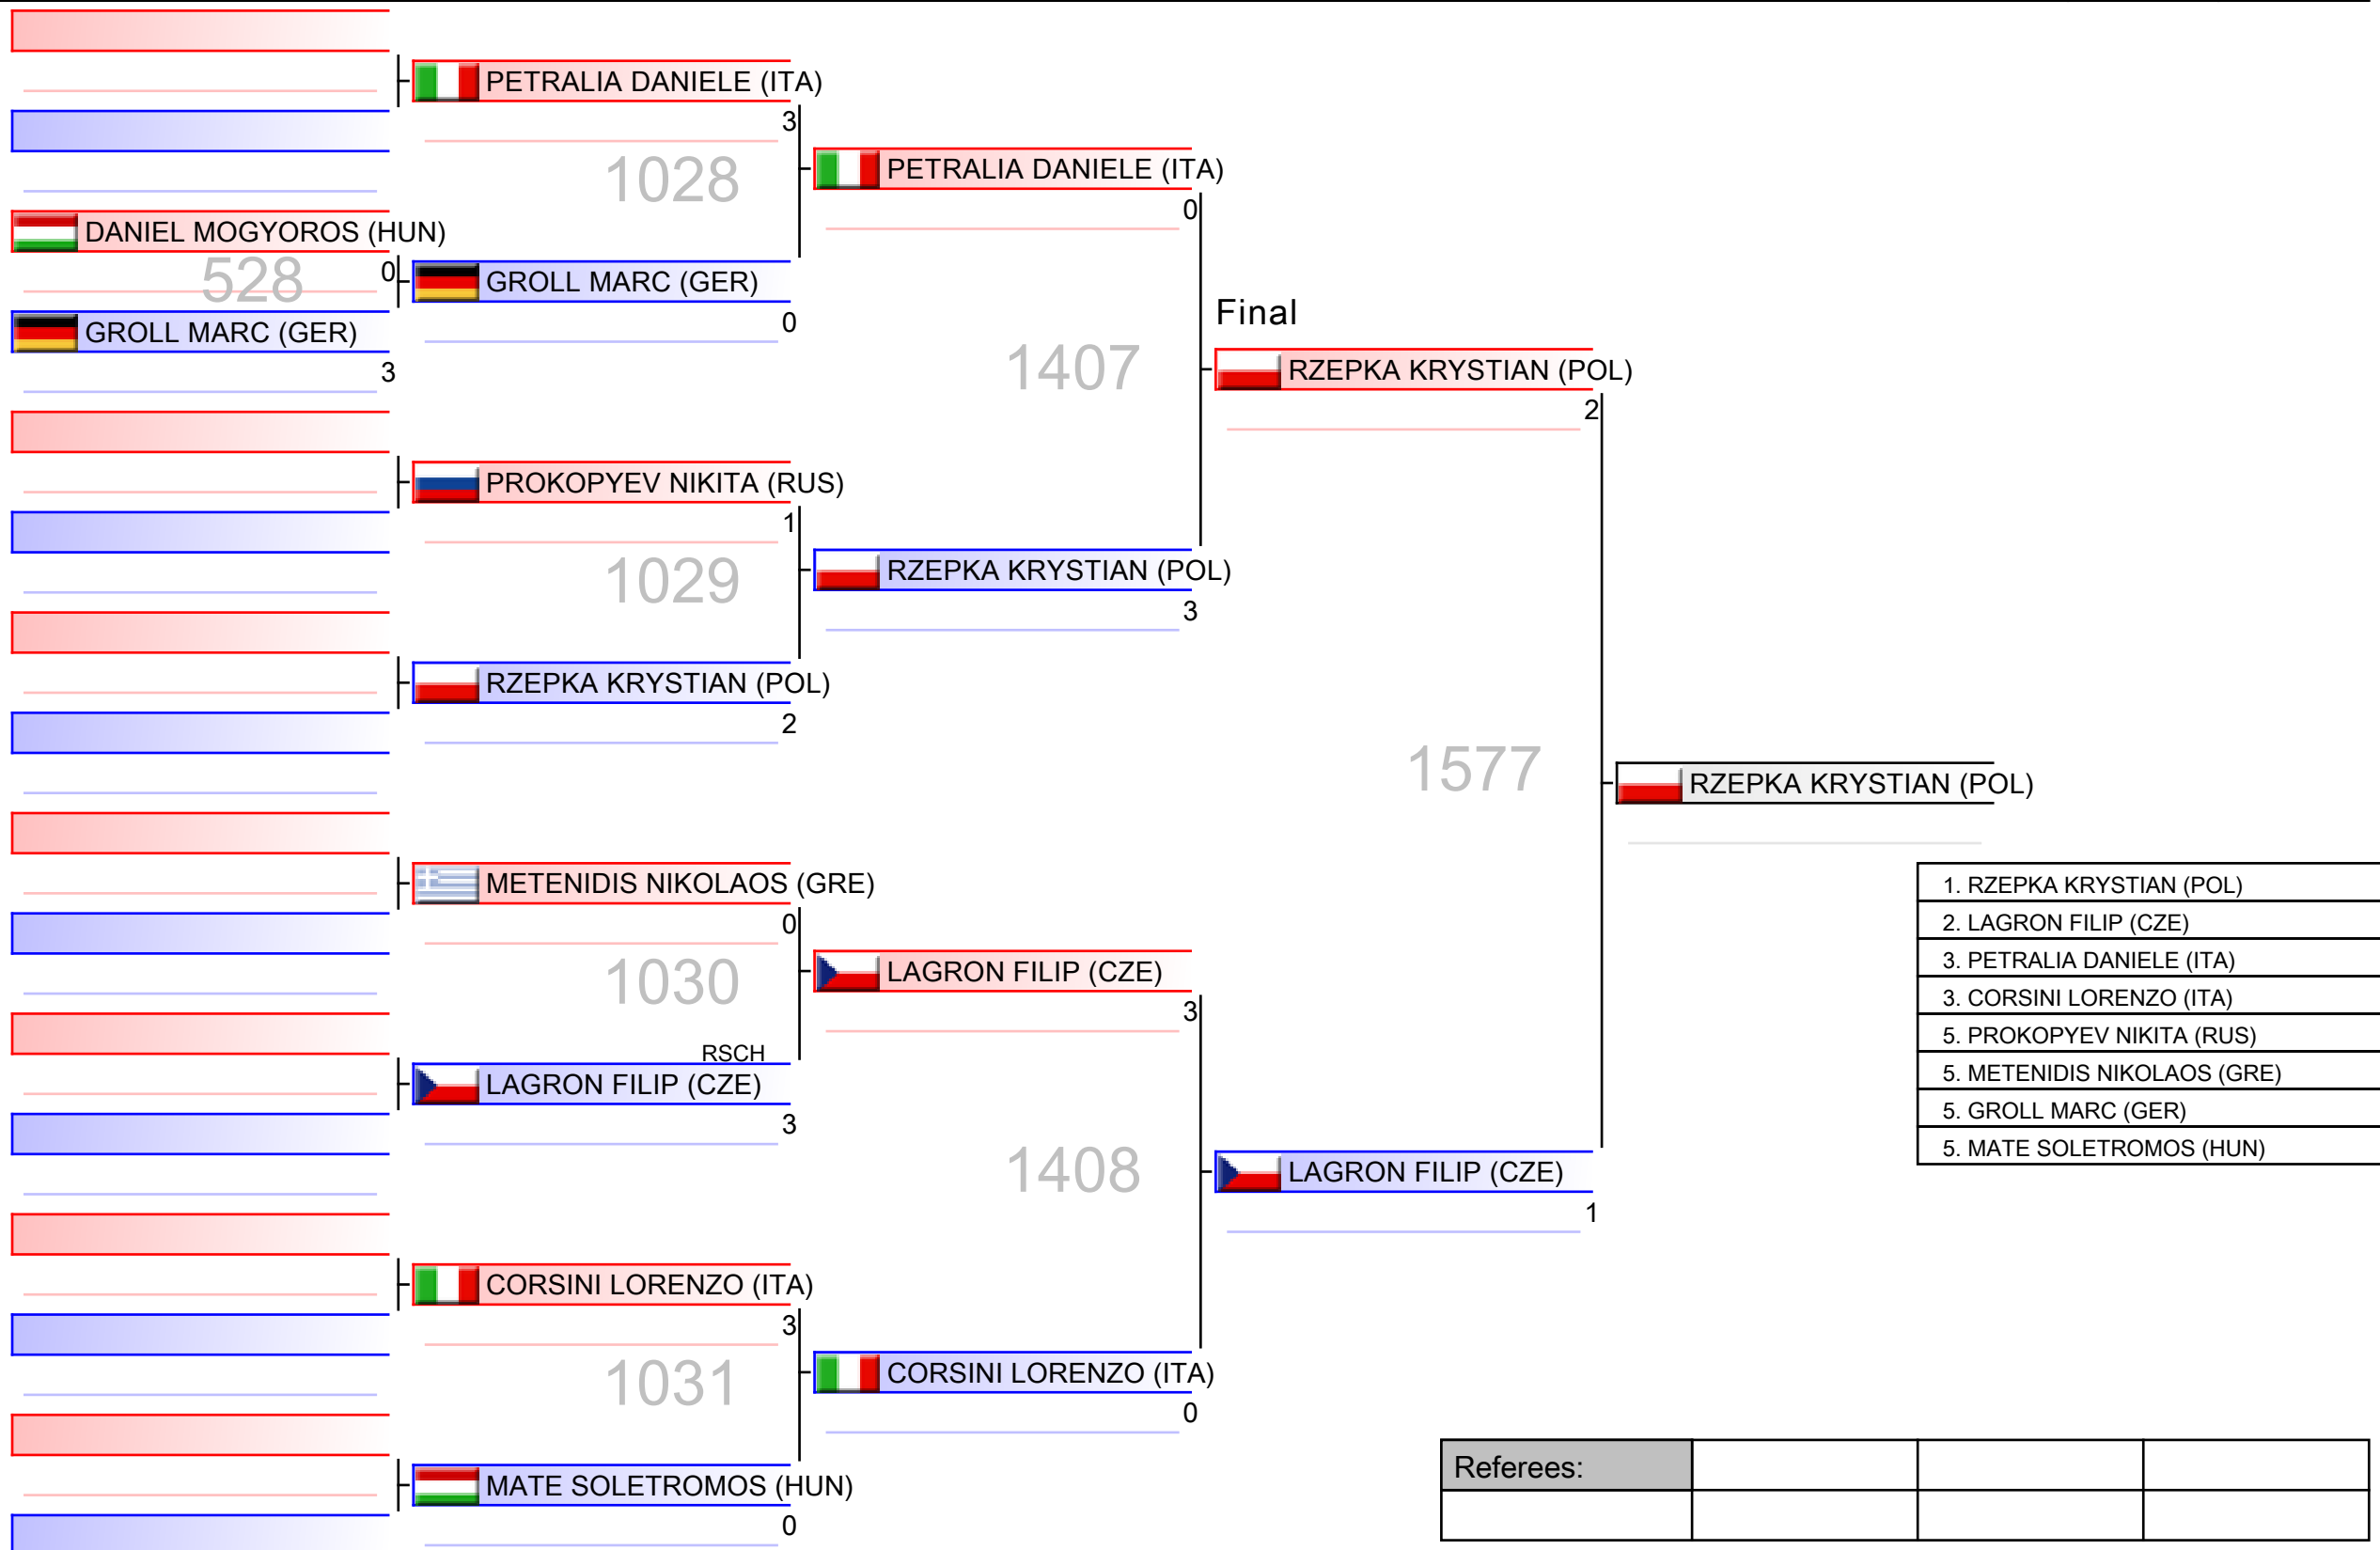 PETRALIA DANIELE (ITA)
3
1028
PETRALIA DANIELE (ITA)
0
DANIEL MOGYOROS (HUN)
0
528
GROLL MARC (GER)
0
GROLL MARC (GER)
3
Final
1407
RZEPKA KRYSTIAN (POL)
2
PROKOPYEV NIKITA (RUS)
1
1029
RZEPKA KRYSTIAN (POL)
3
RZEPKA KRYSTIAN (POL)
2
1577
RZEPKA KRYSTIAN (POL)
METENIDIS NIKOLAOS (GRE)
0
1030
LAGRON FILIP (CZE)
3
RSCH
LAGRON FILIP (CZE)
3
1408
LAGRON FILIP (CZE)
1
CORSINI LORENZO (ITA)
3
1031
CORSINI LORENZO (ITA)
0
MATE SOLETROMOS (HUN)
0
1. RZEPKA KRYSTIAN (POL)
2. LAGRON FILIP (CZE)
3. PETRALIA DANIELE (ITA)
3. CORSINI LORENZO (ITA)
5. PROKOPYEV NIKITA (RUS)
5. METENIDIS NIKOLAOS (GRE)
5. GROLL MARC (GER)
5. MATE SOLETROMOS (HUN)
Referees: